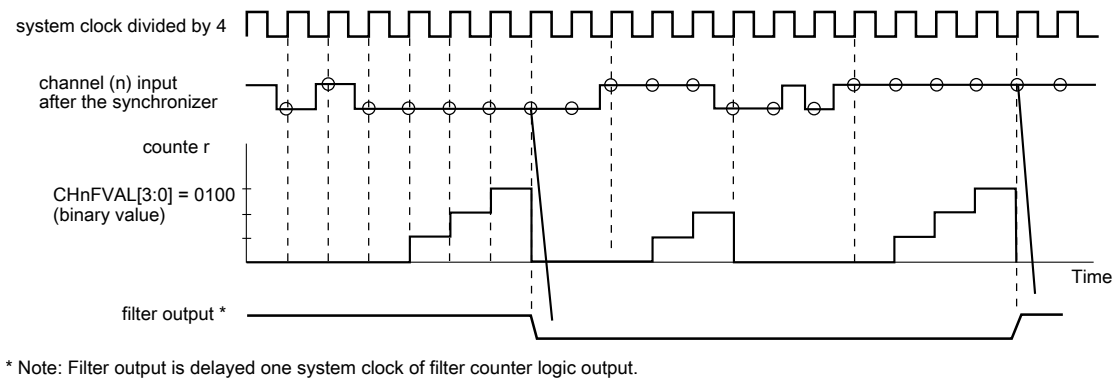 system clock divided by 4
channel (n) input
after the synchronizer
counte r
CHnFVAL[3:0] = 0100
(binary value)
Time
filter output *
* Note: Filter output is delayed one system clock of filter counter logic output.